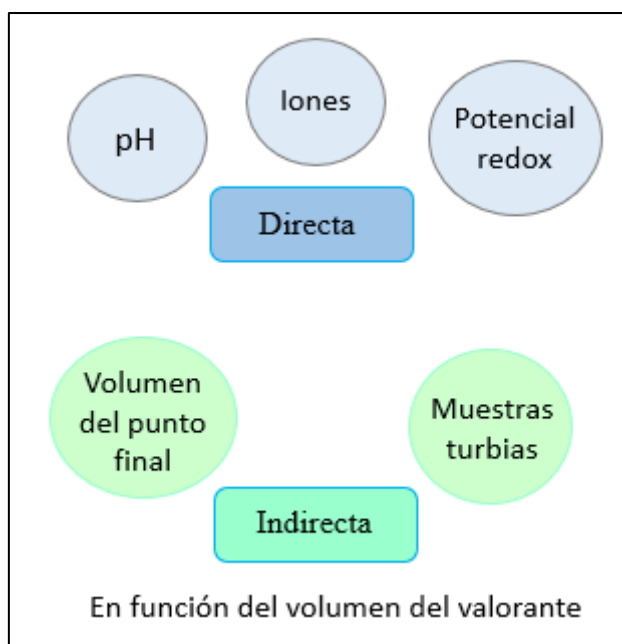 pH
Iones
Potencial
redox
Directa
Volumen
del punto
final
Muestras
turbias
Indirecta
En función del volumen del valorante